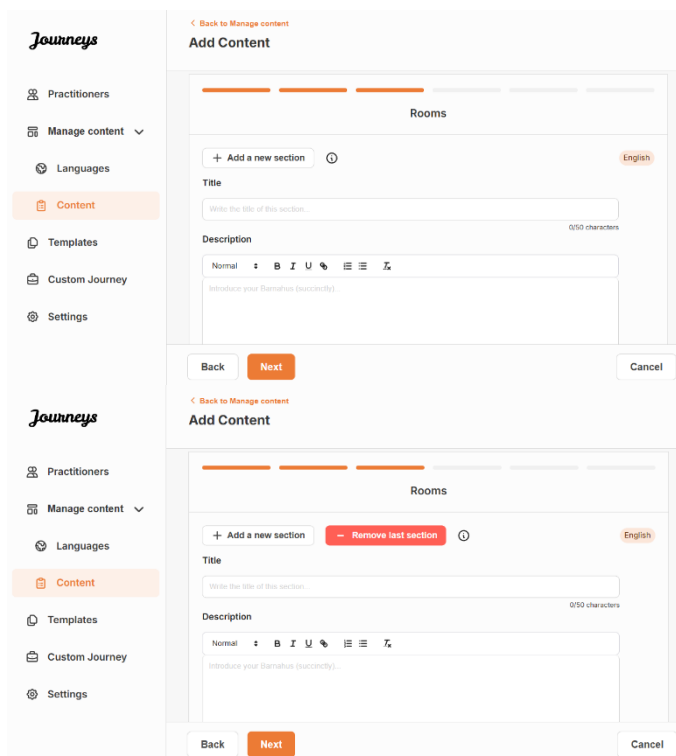 Journeys
< Back to Manage content
Add Content
Practitioners
Manage content
Languages
Content
Templates
Custom Journey
Settings
Rooms
+ Add a new section
English
Title
Write the title of this section...
0/50 characters
Description
Normal B I U
Introduce your Barnahus (succinctly)...
Back Next Cancel
Journeys
< Back to Manage content
Add Content
Practitioners
Manage content
Languages
Content
Templates
Custom Journey
Settings
Rooms
+ Add a new section − Remove last section
English
Title
Write the title of this section...
0/50 characters
Description
Normal B I U
Introduce your Barnahus (succinctly)...
Back Next Cancel